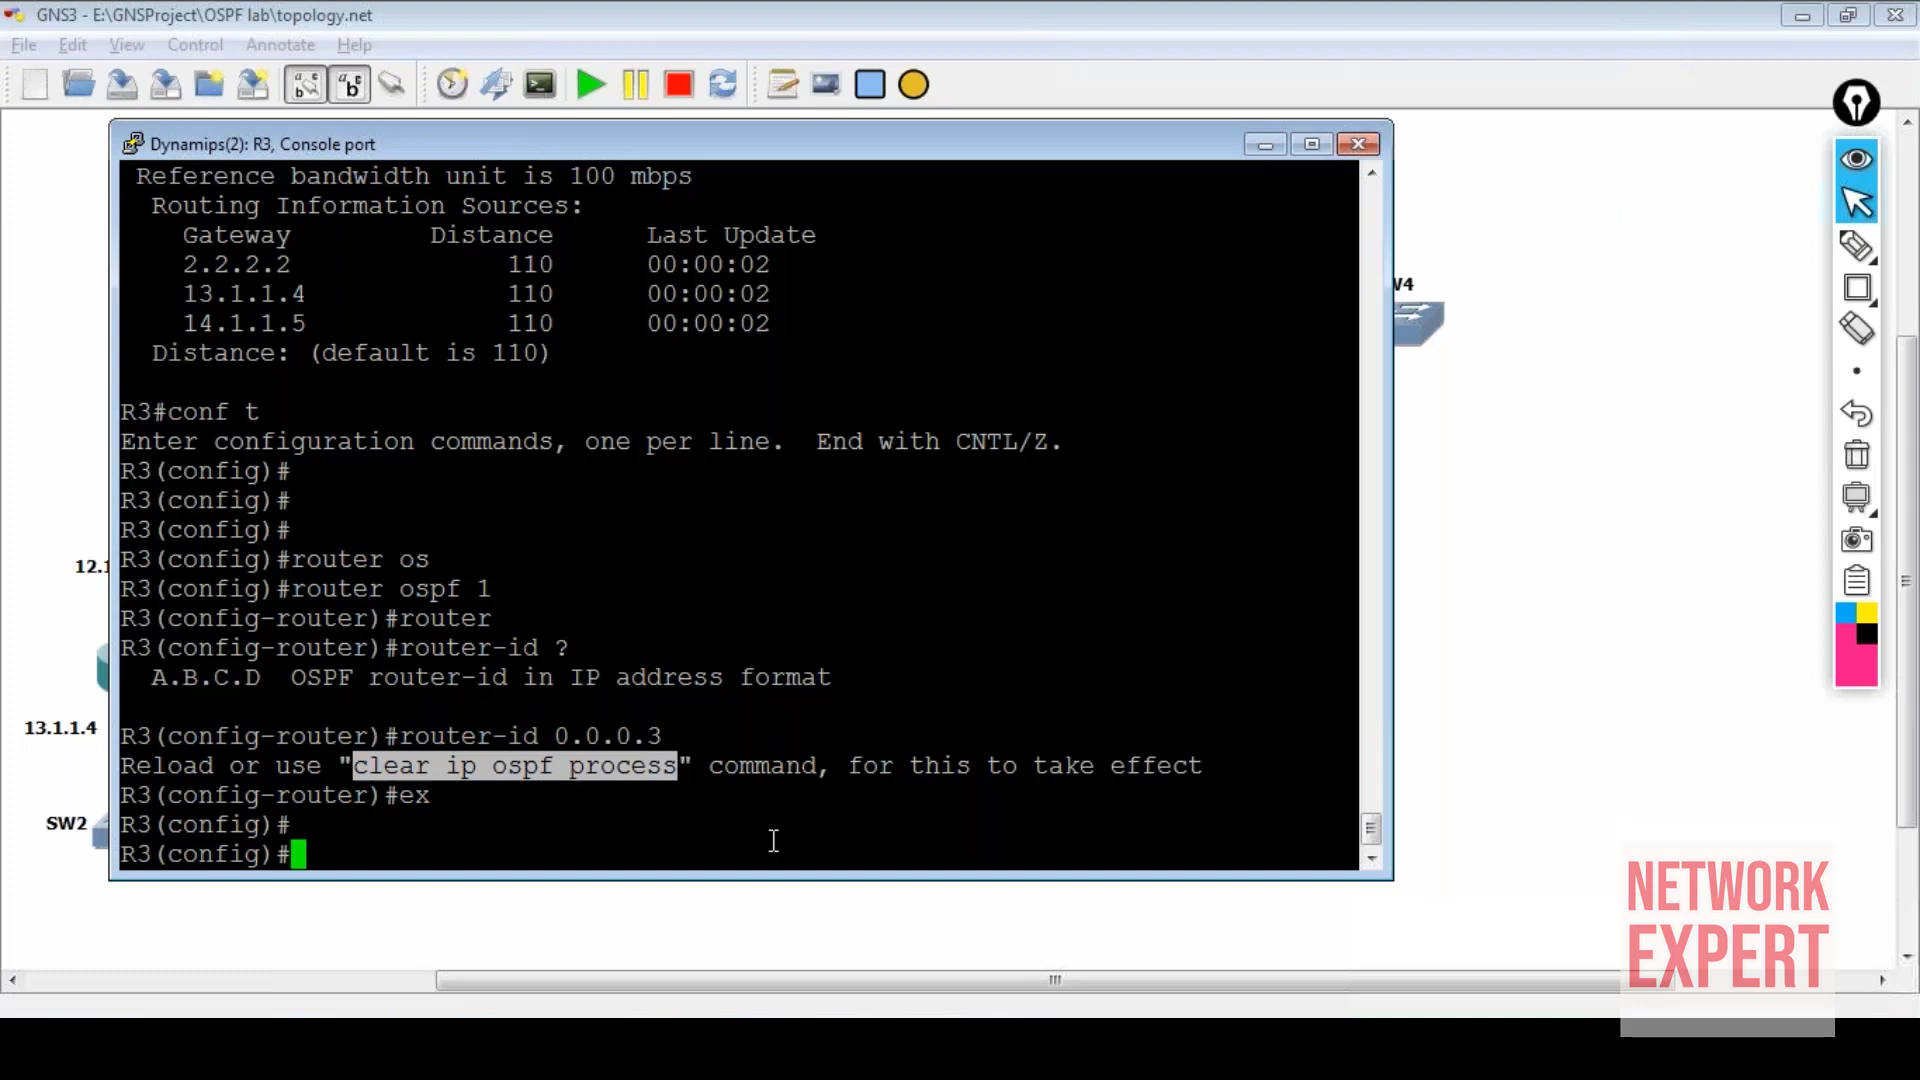 GNS3 - E:\GNSProject\OSPF lab\topology.net
File Edit View Control Annotate Help
Dynamips(2): R3, Console port
Reference bandwidth unit is 100 mbps
Routing Information Sources:
Gateway Distance Last Update
2.2.2.2 110 00:00:02
13.1.1.4 110 00:00:02
14.1.1.5 110 00:00:02
Distance: (default is 110)
R3#conf t
Enter configuration commands, one per line. End with CNTL/Z.
R3(config)#
R3(config)#
R3(config)#
R3(config)#router os
R3(config)#router ospf 1
R3(config-router)#router
R3(config-router)#router-id ?
A.B.C.D OSPF router-id in IP address format
R3(config-router)#router-id 0.0.0.3
Reload or use "clear ip ospf process" command, for this to take effect
R3(config-router)#ex
R3(config)#
R3(config)#
12.1
13.1.1.4
SW2
W4
NETWORK
EXPERT